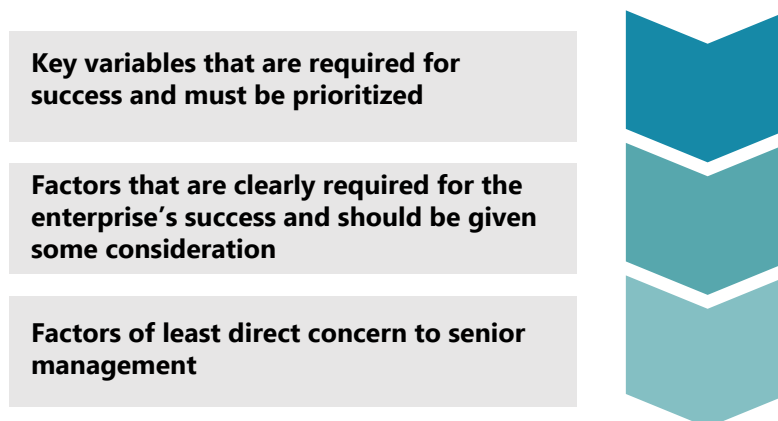 Key variables that are required for
success and must be prioritized
Factors that are clearly required for the
enterprise’s success and should be given
some consideration
Factors of least direct concern to senior
management